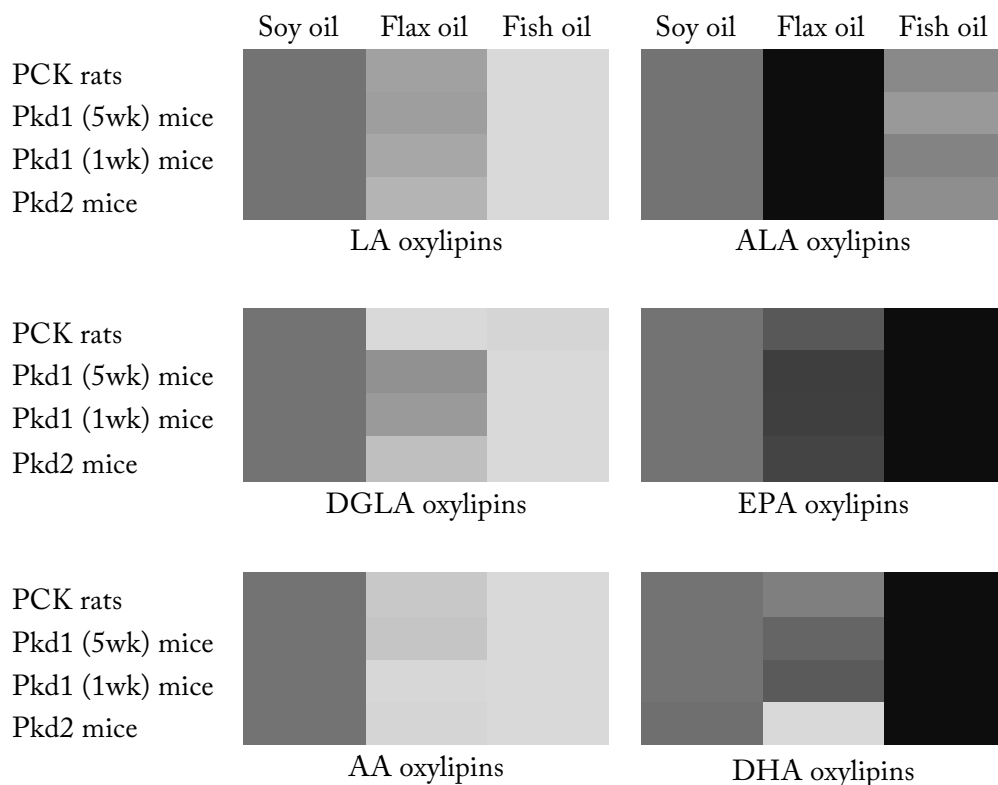 Soy oil Flax oil Fish oil Soy oil Flax oil Fish oil
PCK rats
Pkd1 (5wk) mice
Pkd1 (1wk) mice
Pkd2 mice
LA oxylipins ALA oxylipins
PCK rats
Pkd1 (5wk) mice
Pkd1 (1wk) mice
Pkd2 mice
DGLA oxylipins EPA oxylipins
PCK rats
Pkd1 (5wk) mice
Pkd1 (1wk) mice
Pkd2 mice
AA oxylipins DHA oxylipins